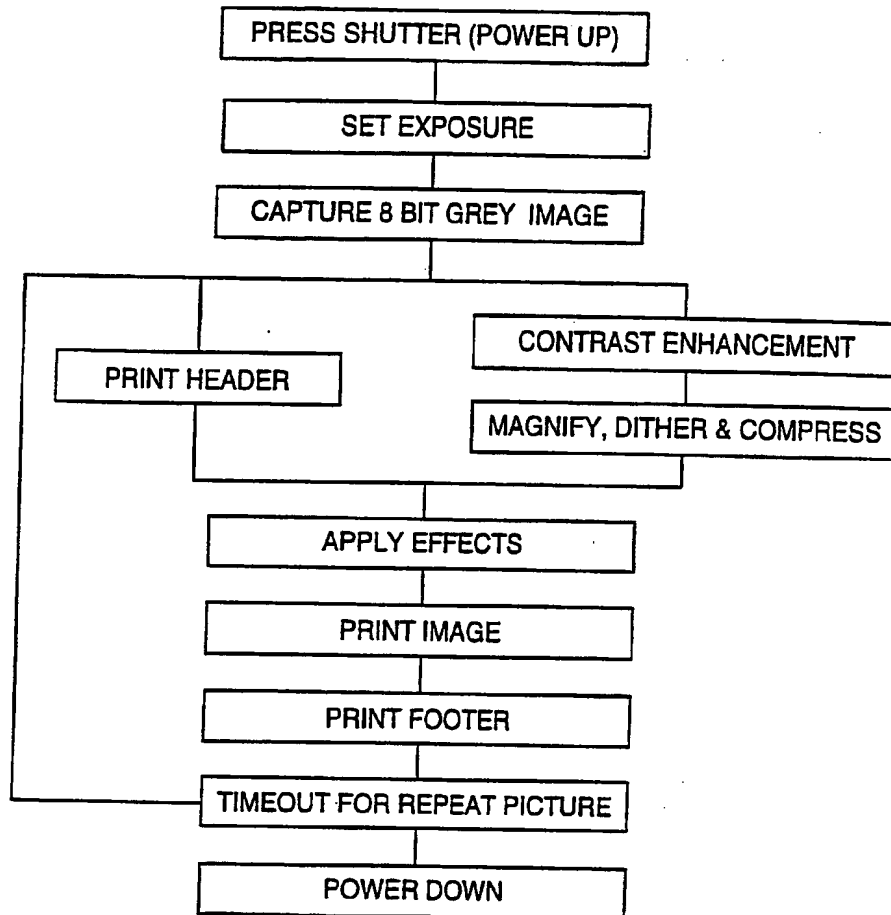 PRESS SHUTTER (POWER UP)
SET EXPOSURE
CAPTURE 8 BIT GREY IMAGE
PRINT HEADER
CONTRAST ENHANCEMENT
MAGNIFY, DITHER & COMPRESS
APPLY EFFECTS
PRINT IMAGE
PRINT FOOTER
TIMEOUT FOR REPEAT PICTURE
POWER DOWN